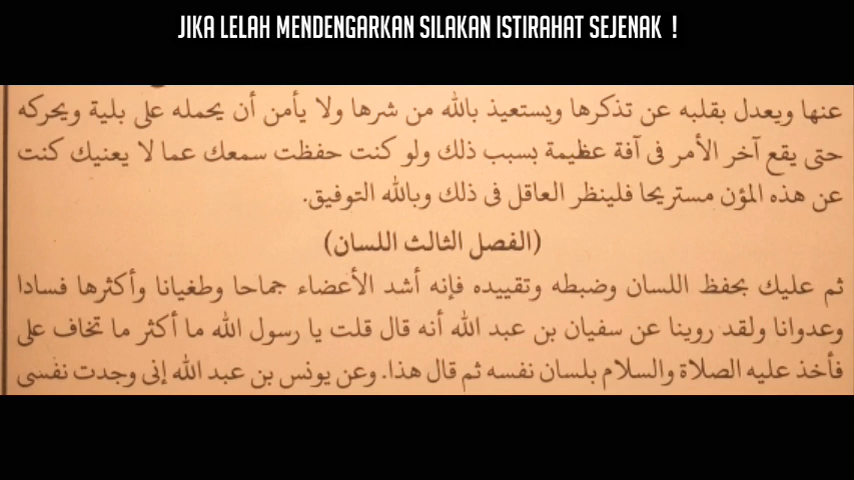 JIKA LELAH MENDENGARKAN SILAKAN ISTIRAHAT SEJENAK !
عنها ويعدل بقلبه عن تذكرها ويستعيذ بالله من شرها ولا يأمن أن يحمله على بلية ويحركه
حتى يقع آخر الأمر فى آفة عظيمة بسبب ذلك ولو كنت حفظت سمعك عما لا يعنيك كنت
عن هذه المؤن مستريحا فلينظر العاقل فى ذلك وبالله التوفيق.
(الفصل الثالث اللسان)
ثم عليك بحفظ اللسان وضبطه وتقييده فإنه أشد الأعضاء جماحا وطغيانا وأكثرها فسادا
وعدوانا ولقد روينا عن سفيان بن عبد الله أنه قال قلت يا رسول الله ما أكثر ما تخاف على
فأخذ عليه الصلاة والسلام بلسان نفسه ثم قال هذا. وعن يونس بن عبد الله إنى وجدت نفسى